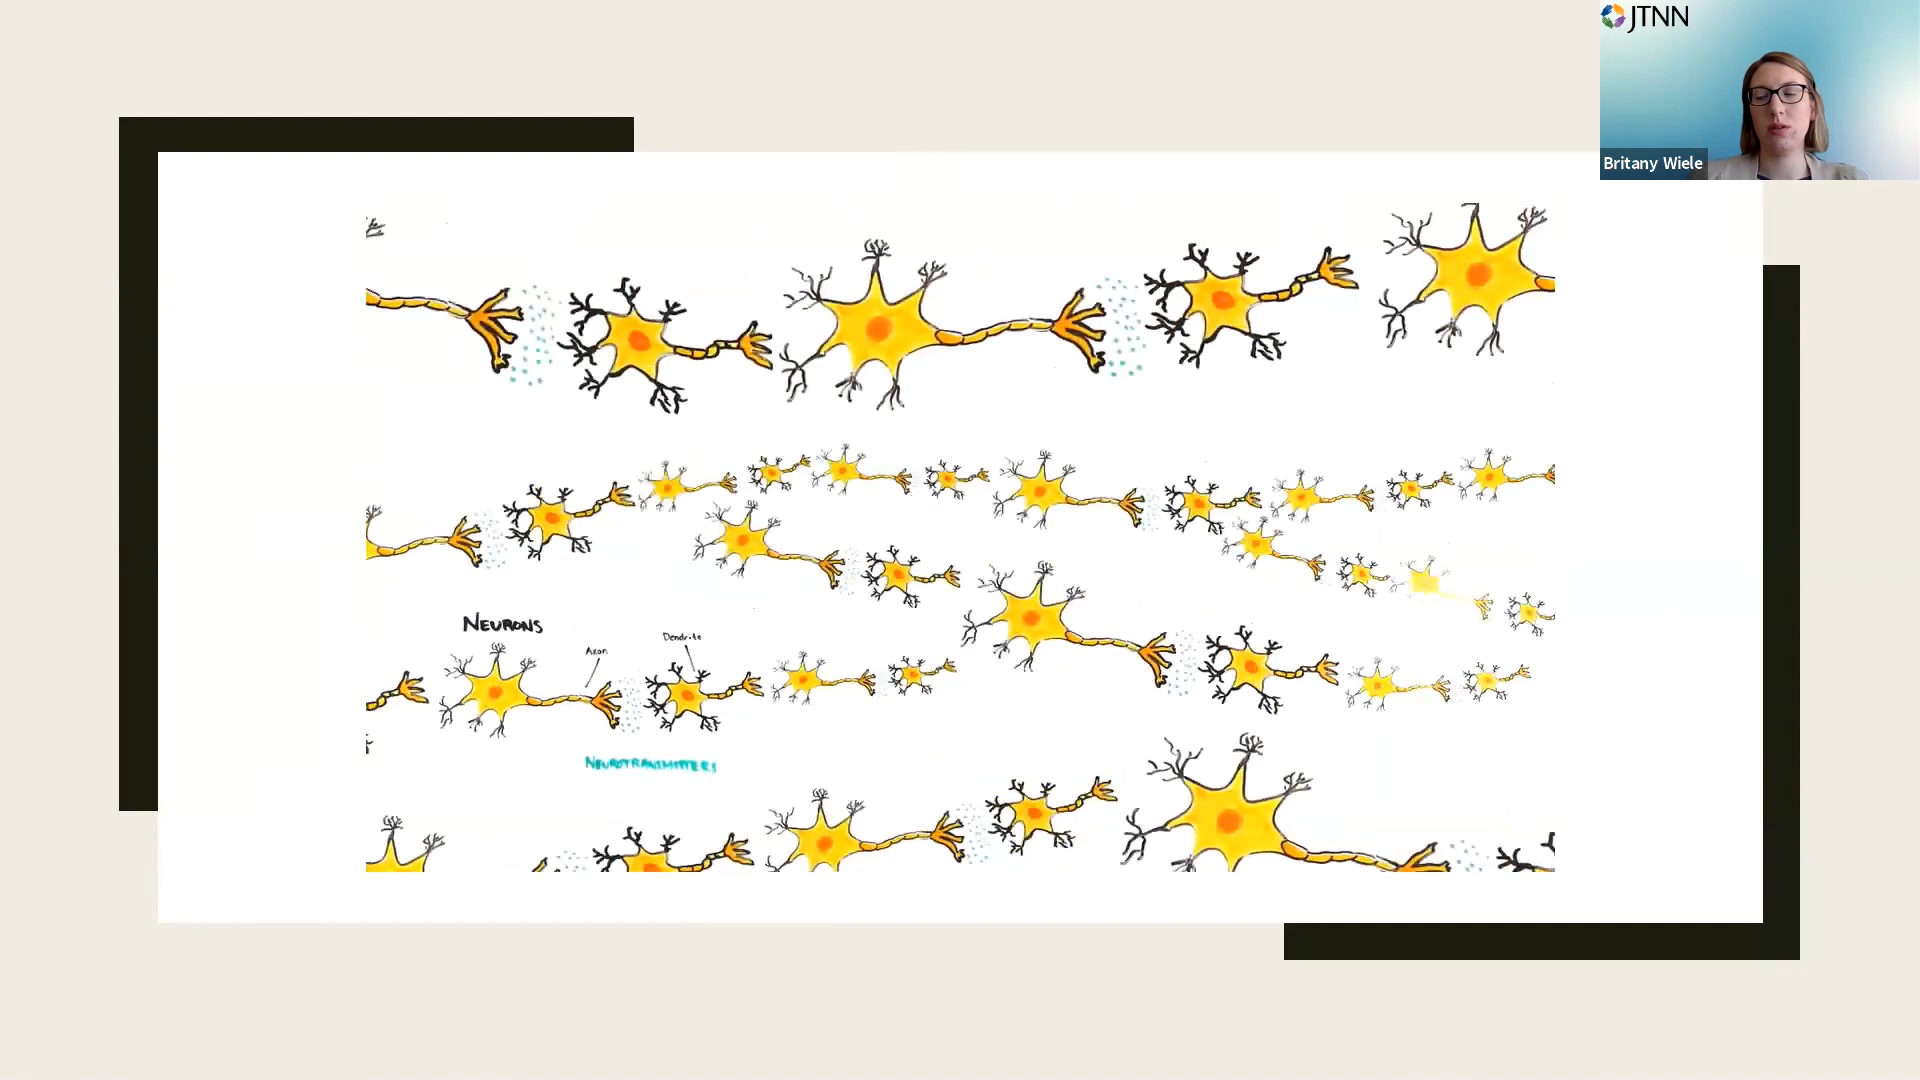 JTNN
Britany Wiele
NEURONS
Axon
Dendrite
NEUROTRANSMITTERS